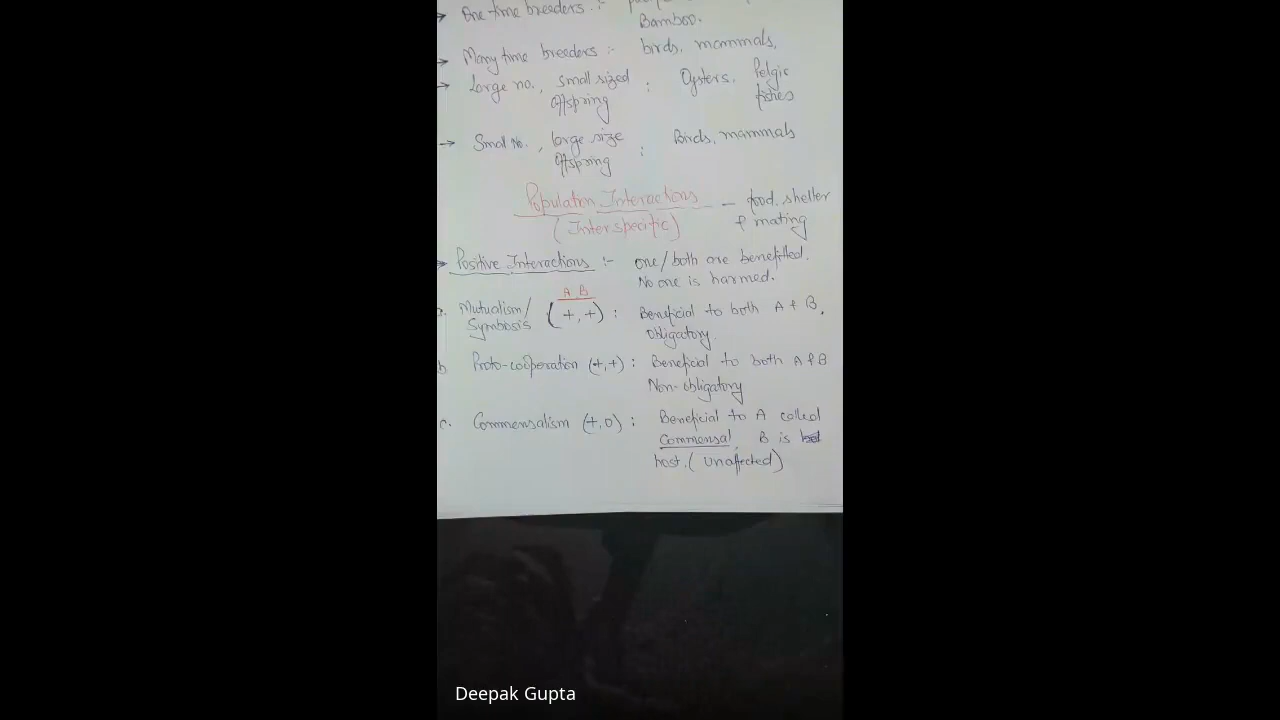 → One time breeders :-
Bamboo.
→ Many time breeders :- birds, mammals,
→ Large no., small sized offspring : Oysters, Pelgic fishes
→ Small No., large size offspring : Birds, mammals
Population Interactions — food, shelter
(Interspecific) & mating
→ Positive Interactions :- one/both are benefitted.
No one is harmed.
A B
Mutualism/ (+,+) : Beneficial to both A & B,
Symbosis Obligatory.
b Proto-cooperation (+,+) : Beneficial to both A & B
Non-obligatory
c. Commensalism (+,0) : Beneficial to A called
Commensal, B is
host, (Unaffected)
Deepak Gupta